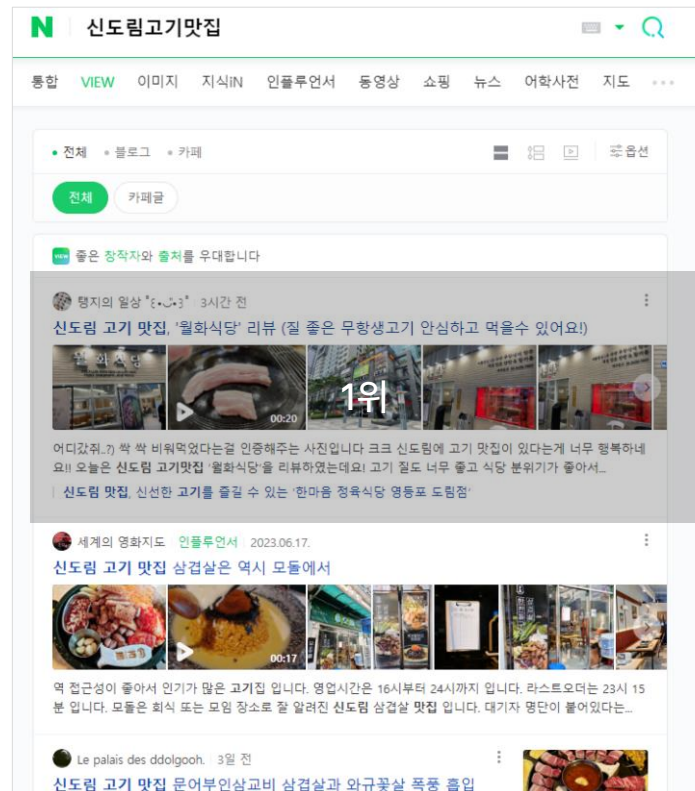 N 신도림고기맛집
통합 VIEW 이미지 지식iN 인플루언서 동영상 쇼핑 뉴스 어학사전 지도
전체 블로그 카페 옵션
전체 카페글
view 좋은 창작자와 출처를 우대합니다
탱지의 일상 3시간 전
신도림 고기 맛집, '월화식당' 리뷰 (질 좋은 무항생고기 안심하고 먹을수 있어요!)
월화식당
00:20
1위
어디갔줘..?) 싹 싹 비워먹었다는걸 인증해주는 사진입니다 크크 신도림에 고기 맛집이 있다는게 너무 행복하네
요!! 오늘은 신도림 고기맛집 '월화식당'을 리뷰하였는데요! 고기 질도 너무 좋고 식당 분위기가 좋아서...
신도림 맛집, 신선한 고기를 즐길 수 있는 '한마음 정육식당 영등포 도림점'
세계의 영화지도 인플루언서 2023.06.17.
신도림 고기 맛집 삼겹살은 역시 모돌에서
00:17
역 접근성이 좋아서 인기가 많은 고기집 입니다. 영업시간은 16시부터 24시까지 입니다. 라스트오더는 23시 15
분 입니다. 모돌은 회식 또는 모임 장소로 잘 알려진 신도림 삼겹살 맛집 입니다. 대기자 명단이 붙어있다는...
Le palais des ddolgooh. 3일 전
신도림 고기 맛집 문어부인삼교비 삼겹살과 와규꽃살 폭풍 흡입